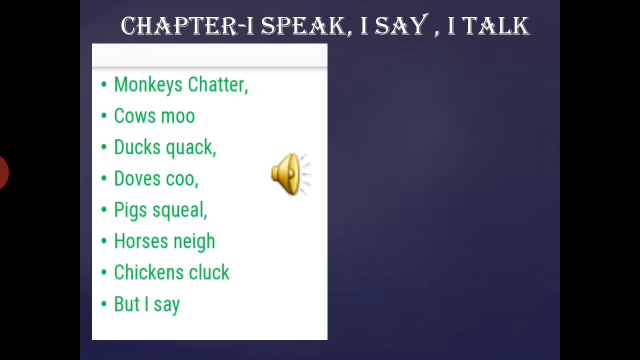 CHAPTER-I SPEAK, I SAY , I TALK
• Monkeys Chatter,
• Cows moo
• Ducks quack,
• Doves coo,
• Pigs squeal,
• Horses neigh
• Chickens cluck
• But I say